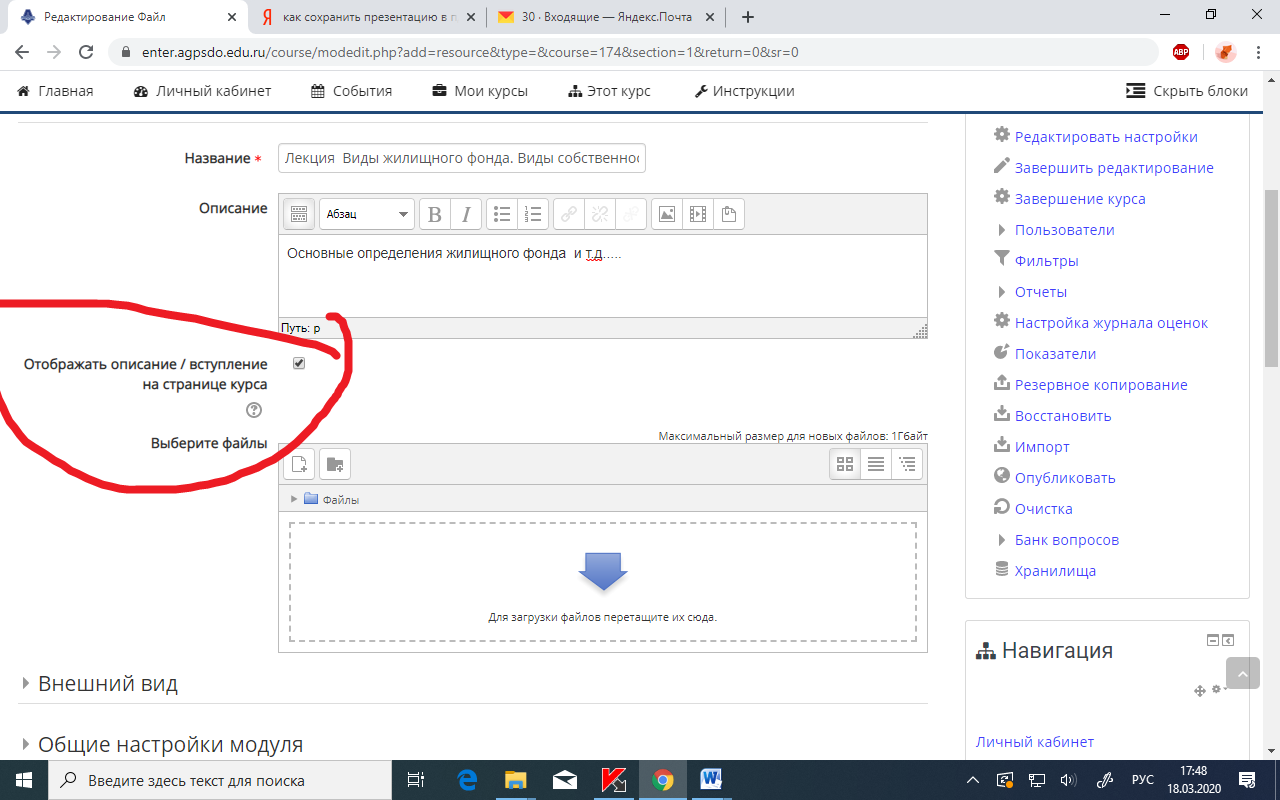 Редактирование Файл
как сохранить презентацию в п
30 · Входящие — Яндекс.Почта
enter.agpsdo.edu.ru/course/modedit.php?add=resource&type=&course=174&section=1&return=0&sr=0
ABP
Главная
Личный кабинет
События
Мои курсы
Этот курс
Инструкции
Скрыть блоки
Название *
Лекция Виды жилищного фонда. Виды собственнос
Описание
Абзац
B
I
Основные определения жилищного фонда и т.д.....
Путь: p
Отображать описание / вступление
на странице курса
Выберите файлы
Максимальный размер для новых файлов: 1Гбайт
Файлы
Для загрузки файлов перетащите их сюда.
Внешний вид
Общие настройки модуля
Редактировать настройки
Завершить редактирование
Завершение курса
Пользователи
Фильтры
Отчеты
Настройка журнала оценок
Показатели
Резервное копирование
Восстановить
Импорт
Опубликовать
Очистка
Банк вопросов
Хранилища
Навигация
Личный кабинет
Введите здесь текст для поиска
РУС
17:48
18.03.2020